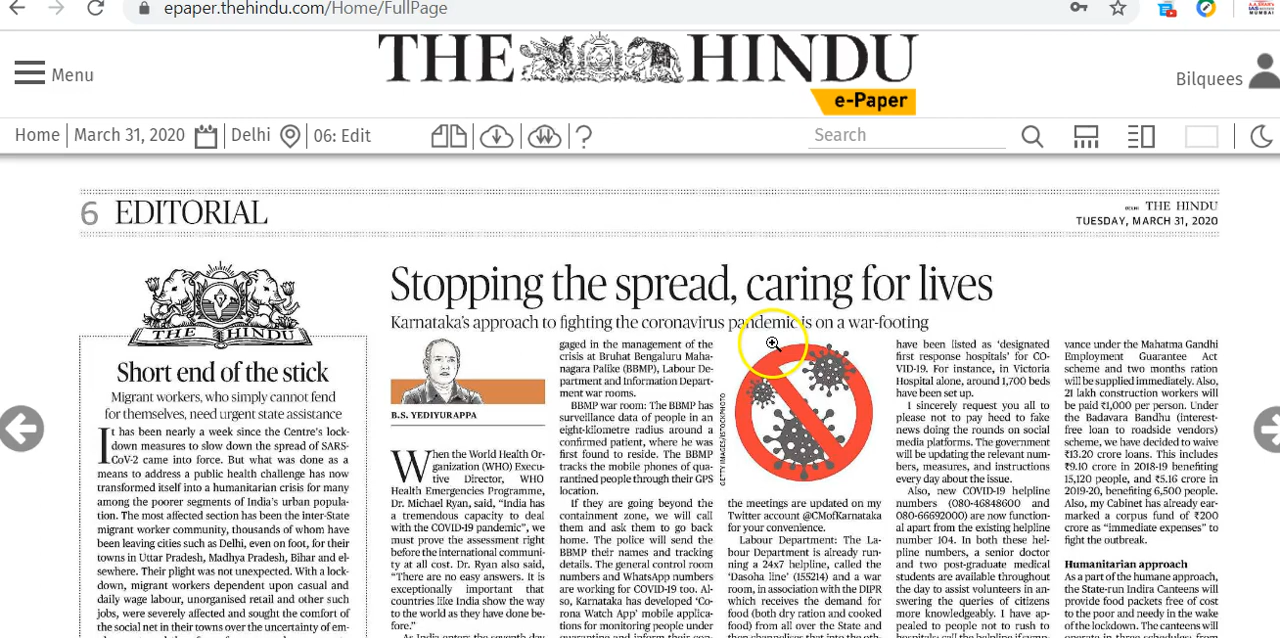 epaper.thehindu.com/Home/FullPage
Menu
THE HINDU
e-Paper
Bilquees
Home
March 31, 2020
Delhi
06: Edit
?
Search
6 EDITORIAL
THE HINDU
TUESDAY, MARCH 31, 2020
THE HINDU
Short end of the stick
Migrant workers, who simply cannot fend
for themselves, need urgent state assistance
It has been nearly a week since the Centre's lock-
down measures to slow down the spread of SARS-
CoV-2 came into force. But what was done as a
means to address a public health challenge has now
transformed itself into a humanitarian crisis for many
among the poorer segments of India's urban popula-
tion. The most affected section has been the inter-State
migrant worker community, thousands of whom have
been leaving cities such as Delhi, even on foot, for their
towns in Uttar Pradesh, Madhya Pradesh, Bihar and el-
sewhere. Their plight was not unexpected. With a lock-
down, migrant workers dependent upon casual and
daily wage labour, unorganised retail and other such
jobs, were severely affected and sought the comfort of
the social net in their towns over the uncertainty of em-
Stopping the spread, caring for lives
Karnataka's approach to fighting the coronavirus pandemic is on a war-footing
B.S. YEDIYURAPPA
When the World Health Or-
ganization (WHO) Execu-
tive Director, WHO
Health Emergencies Programme,
Dr. Michael Ryan, said, “India has
a tremendous capacity to deal
with the COVID-19 pandemic”, we
must prove the assessment right
before the international communi-
ty at all cost. Dr. Ryan also said,
“There are no easy answers. It is
exceptionally important that
countries like India show the way
to the world as they have done be-
fore.”
As India enters the seventh day
gaged in the management of the
crisis at Bruhat Bengaluru Maha-
nagara Palike (BBMP), Labour De-
partment and Information Depart-
ment war rooms.
BBMP war room: The BBMP has
surveillance data of people in an
eight-kilometre radius around a
confirmed patient, where he was
first found to reside. The BBMP
tracks the mobile phones of qua-
rantined people through their GPS
location.
If they are going beyond the
containment zone, we will call
them and ask them to go back
home. The police will send the
BBMP their names and tracking
details. The general control room
numbers and WhatsApp numbers
are working for COVID-19 too. Al-
so, Karnataka has developed ‘Co-
rona Watch App’ mobile applica-
tions for monitoring people under
quarantine and inform their con-
GETTY IMAGES/ISTOCKPHOTO
the meetings are updated on my
Twitter account @CMofKarnataka
for your convenience.
Labour Department: The La-
bour Department is already run-
ning a 24x7 helpline, called the
‘Dasoha line’ (155214) and a war
room, in association with the DIPR
which receives the demand for
food (both dry ration and cooked
food) from all over the State and
then channelises that into the oth-
have been listed as ‘designated
first response hospitals’ for CO-
VID-19. For instance, in Victoria
Hospital alone, around 1,700 beds
have been set up.
I sincerely request you all to
please not to pay heed to fake
news doing the rounds on social
media platforms. The government
will be updating the relevant num-
bers, measures, and instructions
every day about the issue.
Also, new COVID-19 helpline
numbers (080-46848600 and
080-66692000) are now function-
al apart from the existing helpline
number 104. In both these hel-
pline numbers, a senior doctor
and two post-graduate medical
students are available throughout
the day to assist volunteers in an-
swering the queries of citizens
more knowledgeably. I have ap-
pealed to people not to rush to
vance under the Mahatma Gandhi
Employment Guarantee Act
scheme and two months ration
will be supplied immediately. Also,
21 lakh construction workers will
be paid ₹1,000 per person. Under
the Badavara Bandhu (interest-
free loan to roadside vendors)
scheme, we have decided to waive
₹13.20 crore loans. This includes
₹9.10 crore in 2018-19 benefiting
15,120 people, and ₹5.16 crore in
2019-20, benefiting 6,500 people.
Also, my Cabinet has already ear-
marked a corpus fund of ₹200
crore as “immediate expenses” to
fight the outbreak.
Humanitarian approach
As a part of the humane approach,
the State-run Indira Canteens will
provide food packets free of cost
to the poor and needy in the wake
of the lockdown. The canteens will